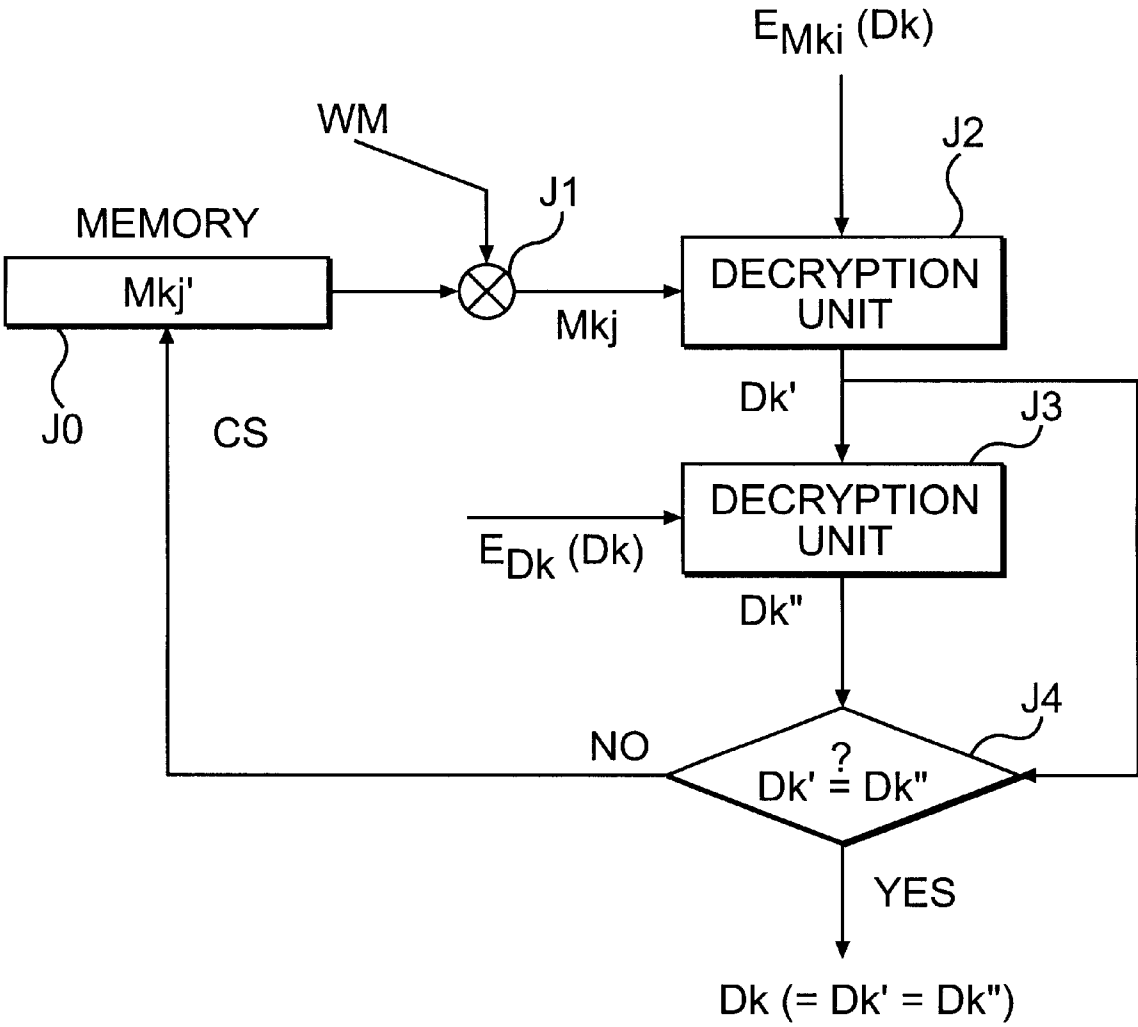 E_Mki (Dk)
WM
J2
J1
MEMORY
Mkj'
DECRYPTION
UNIT
Mkj
J0
CS
Dk'
J3
DECRYPTION
UNIT
E_Dk (Dk)
Dk"
J4
NO
?
Dk' = Dk"
YES
Dk (= Dk' = Dk")